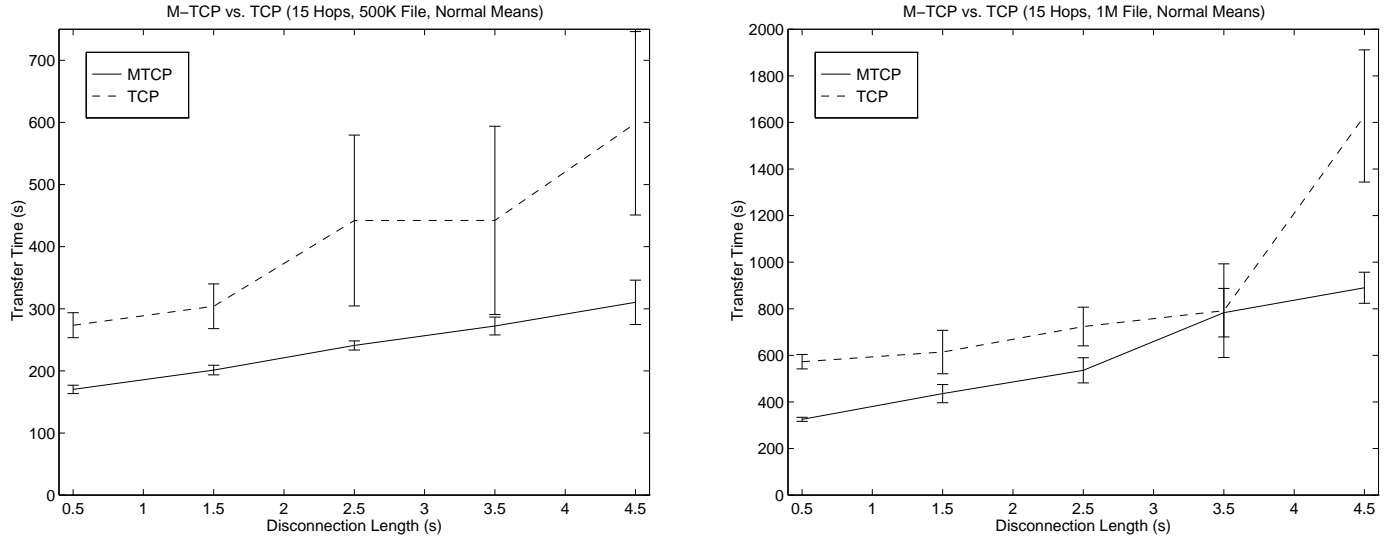 M-TCP vs. TCP (15 Hops, 500K File, Normal Means)
700
600
500
400
300
200
100
0
Transfer Time (s)
MTCP
TCP
0.5 1 1.5 2 2.5 3 3.5 4 4.5
Disconnection Length (s)
M-TCP vs. TCP (15 Hops, 1M File, Normal Means)
2000
1800
1600
1400
1200
1000
800
600
400
200
0
Transfer Time (s)
MTCP
TCP
0.5 1 1.5 2 2.5 3 3.5 4 4.5
Disconnection Length (s)